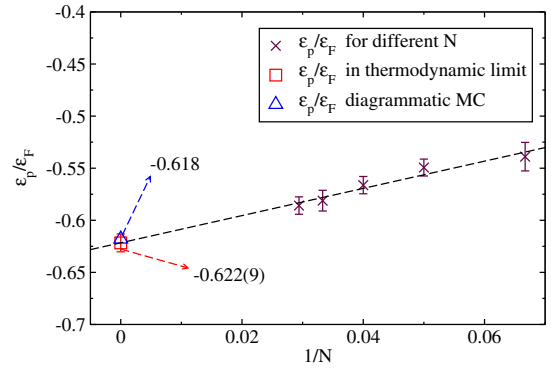 -0.4
-0.45
-0.5
-0.55
-0.6
-0.65
-0.7
ε_p/ε_F
ε_p/ε_F for different N
ε_p/ε_F in thermodynamic limit
ε_p/ε_F diagrammatic MC
-0.618
-0.622(9)
0 0.02 0.04 0.06
1/N